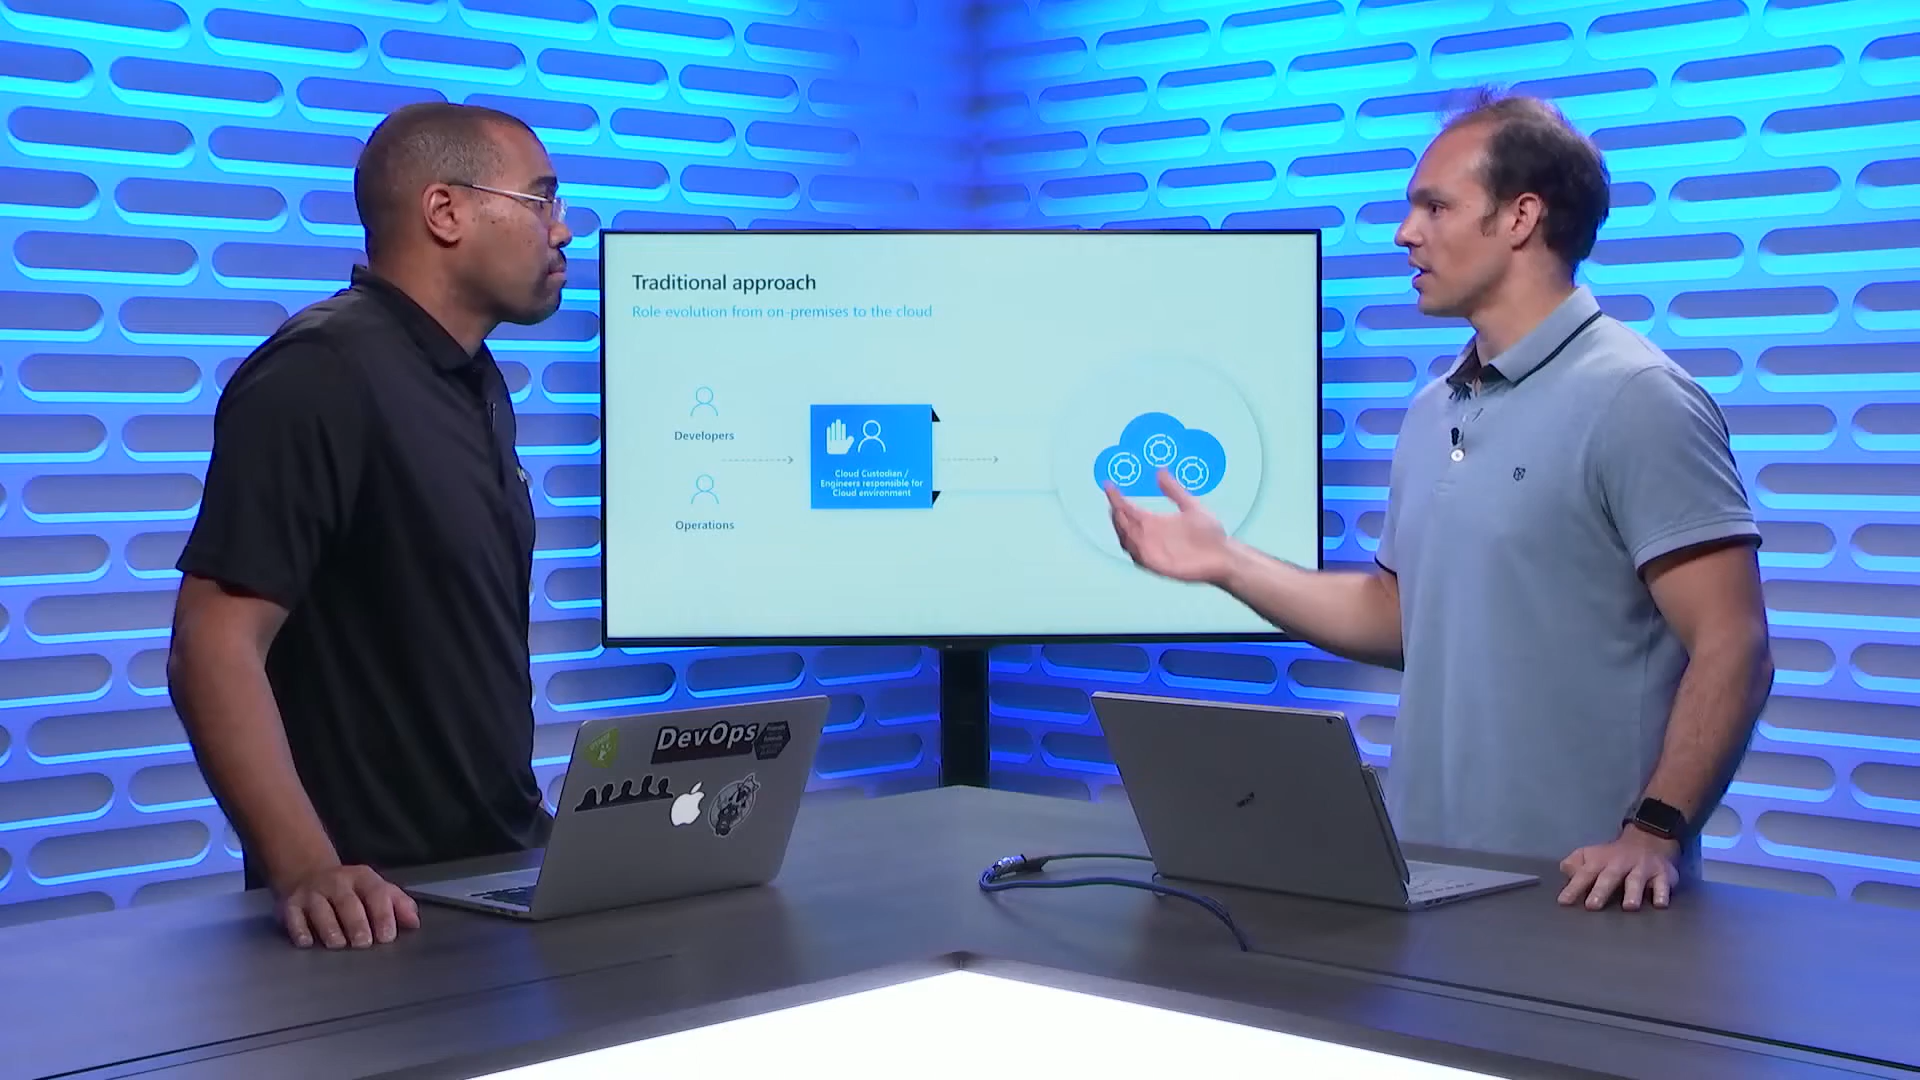 Traditional approach
Role evolution from on-premises to the cloud
Developers
Cloud Custodian /
Engineers responsible for
Cloud environment
Operations
DevOps